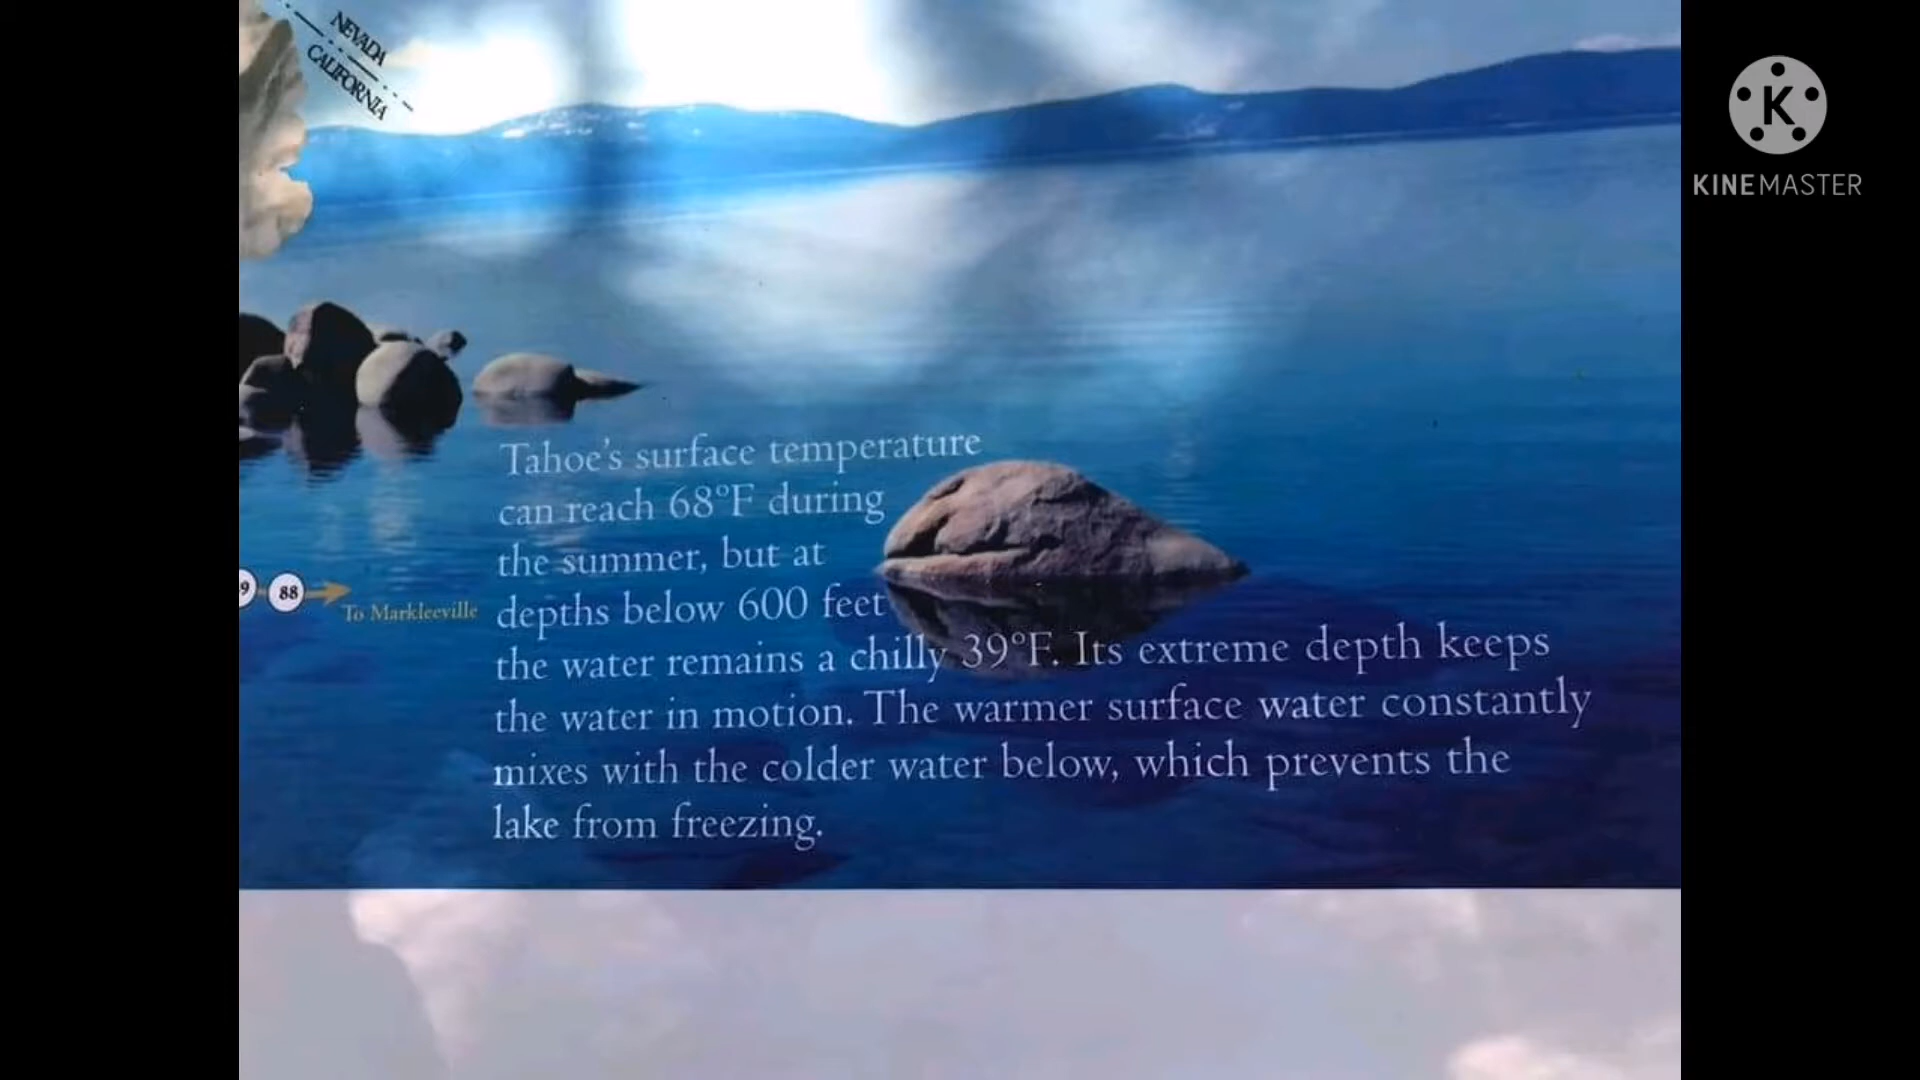 NEVADA
CALIFORNIA
KINEMASTER
Tahoe's surface temperature
can reach 68°F during
the summer, but at
depths below 600 feet
the water remains a chilly 39°F. Its extreme depth keeps
the water in motion. The warmer surface water constantly
mixes with the colder water below, which prevents the
lake from freezing.
9 88
To Markleeville